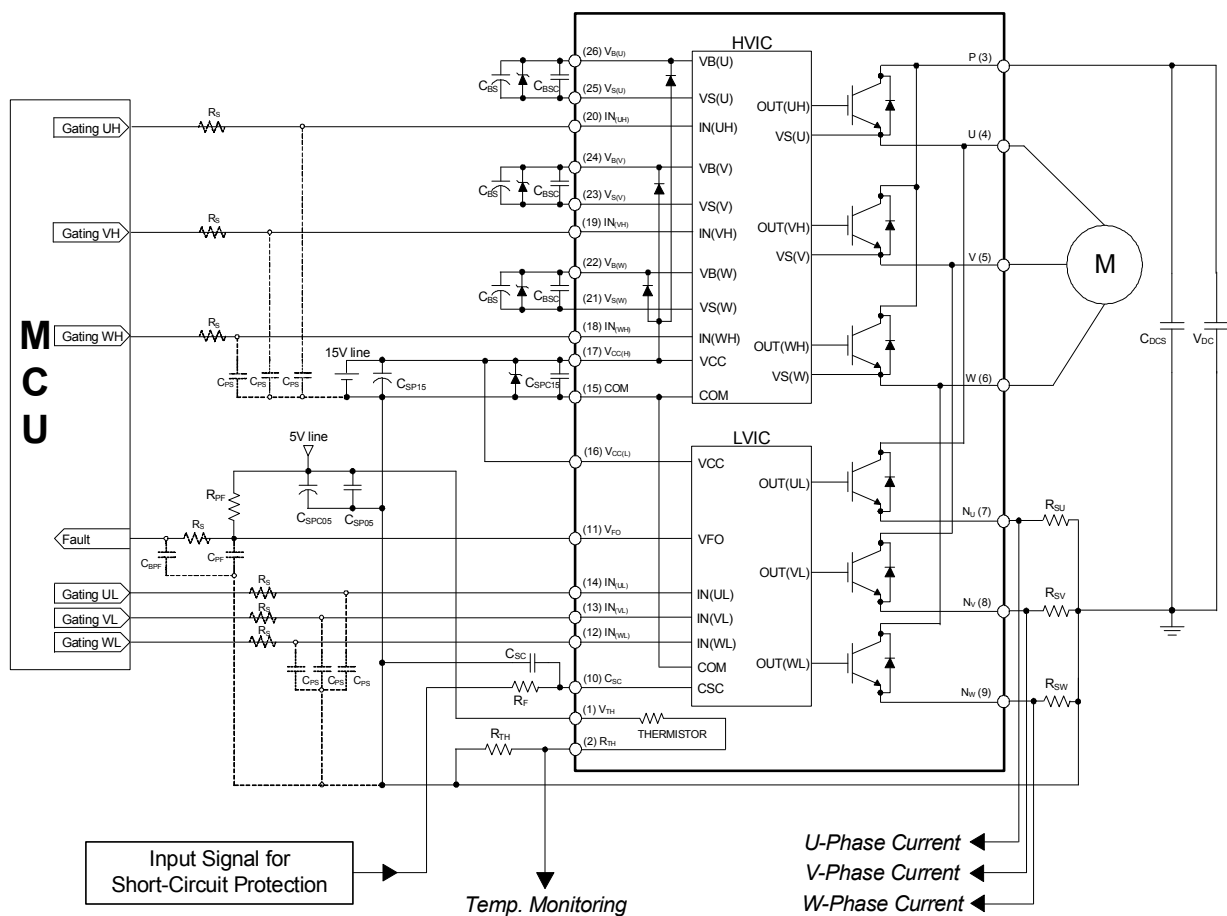 HVIC
(26) VB(U)
VB(U)
P (3)
CBS
CBSC
(25) VS(U)
VS(U)
OUT(UH)
Gating UH
RS
(20) IN(UH)
IN(UH)
VS(U)
U (4)
(24) VB(V)
VB(V)
CBS
CBSC
(23) VS(V)
VS(V)
Gating VH
RS
(19) IN(VH)
IN(VH)
OUT(VH)
VS(V)
V (5)
M
(22) VB(W)
VB(W)
CBS
CBSC
(21) VS(W)
VS(W)
Gating WH
RS
(18) IN(WH)
IN(WH)
OUT(WH)
CDCS
VDC
15V line
(17) VCC(H)
VCC
VS(W)
W (6)
CPS
CPS
CPS
CSP15
CSPC15
(15) COM
COM
MCU
5V line
LVIC
(16) VCC(L)
VCC
OUT(UL)
RPF
CSPC05
CSP05
NU (7)
RSU
Fault
RS
(11) VFO
VFO
CBPF
CPF
OUT(VL)
Gating UL
RS
(14) IN(UL)
IN(UL)
Gating VL
RS
(13) IN(VL)
IN(VL)
NV (8)
RSV
Gating WL
RS
(12) IN(WL)
IN(WL)
CPS
CPS
CPS
CSC
COM
OUT(WL)
RF
(10) CSC
CSC
NW (9)
RSW
(1) VTH
THERMISTOR
RTH
(2) RTH
Input Signal for
Short-Circuit Protection
Temp. Monitoring
U-Phase Current
V-Phase Current
W-Phase Current